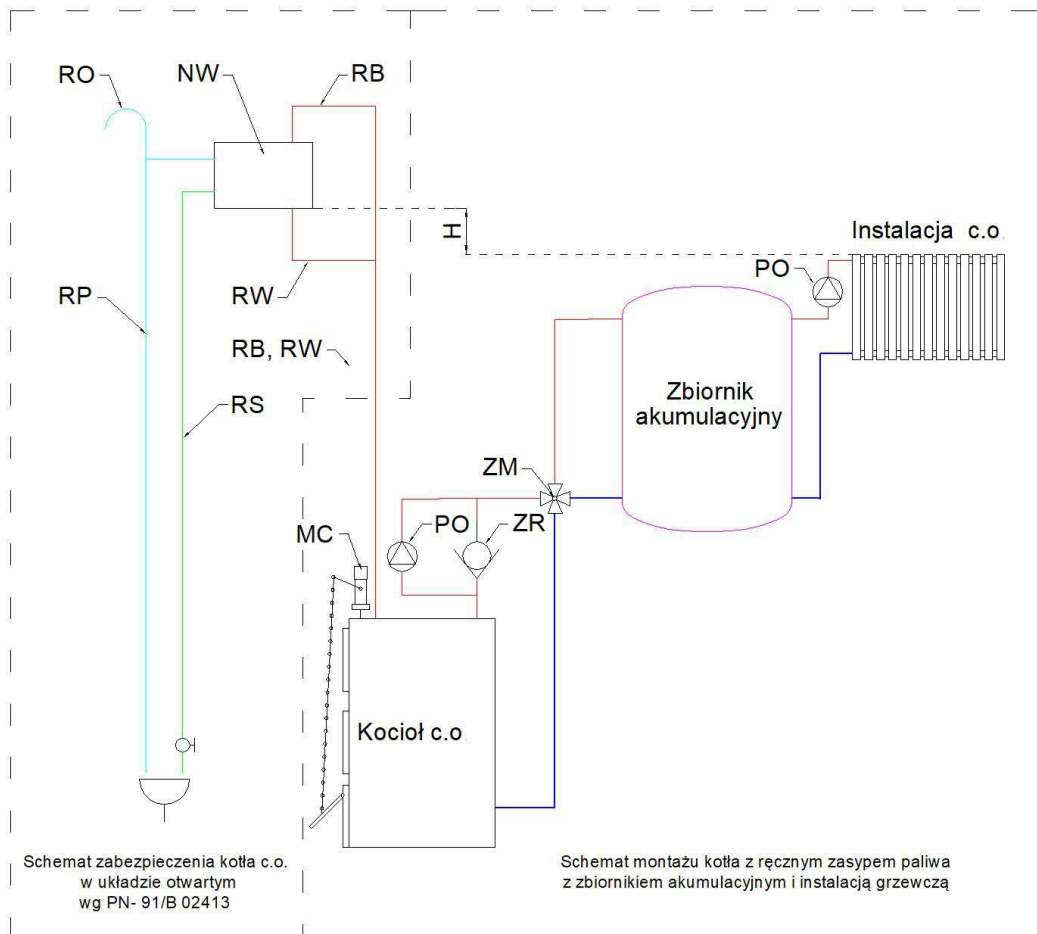 RO
NW
RB
H
Instalacja c.o
PO
RP
RW
RB, RW
Zbiornik
akumulacyjny
RS
ZM
PO
ZR
MC
Kocioł c.o
Schemat zabezpieczenia kotła c.o.
w układzie otwartym
wg PN- 91/B 02413
Schemat montażu kotła z ręcznym zasypem paliwa
z zbiornikiem akumulacyjnym i instalacją grzewczą